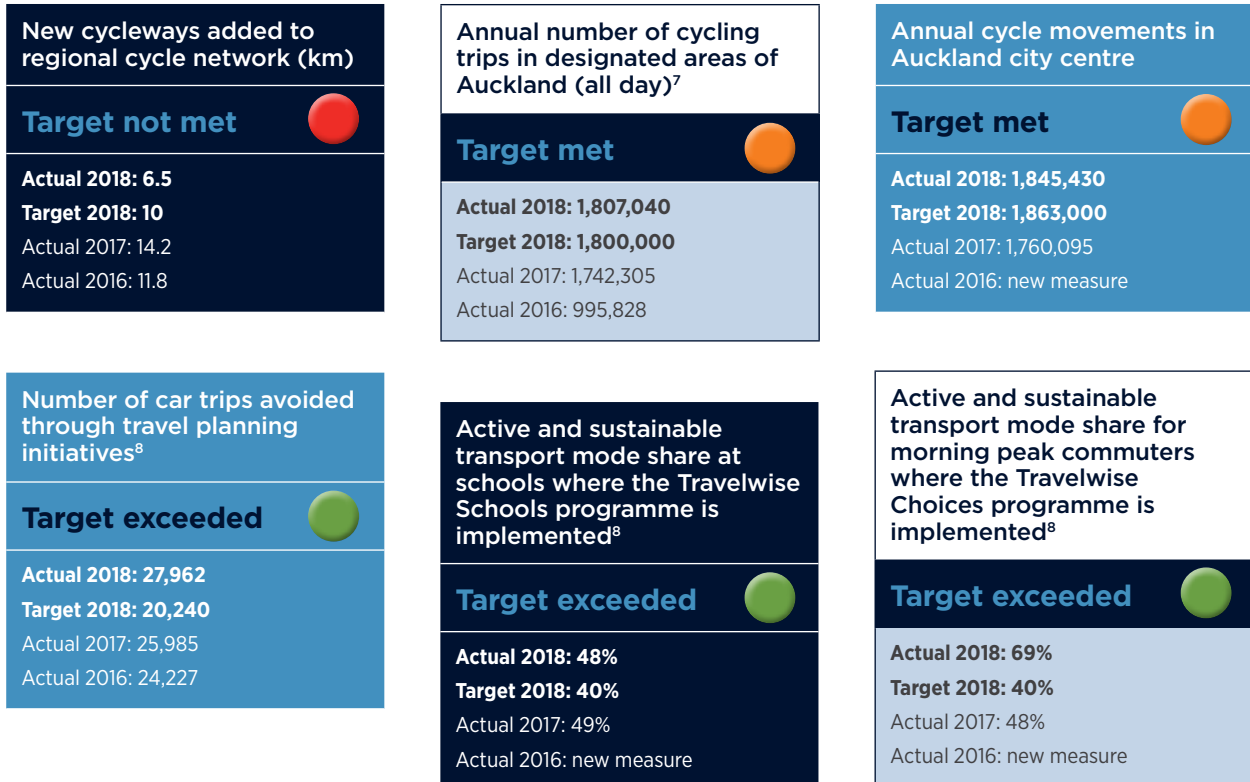 New cycleways added to
regional cycle network (km)
Target not met
Actual 2018: 6.5
Target 2018: 10
Actual 2017: 14.2
Actual 2016: 11.8
Annual number of cycling
trips in designated areas of
Auckland (all day)⁷
Target met
Actual 2018: 1,807,040
Target 2018: 1,800,000
Actual 2017: 1,742,305
Actual 2016: 995,828
Annual cycle movements in
Auckland city centre
Target met
Actual 2018: 1,845,430
Target 2018: 1,863,000
Actual 2017: 1,760,095
Actual 2016: new measure
Number of car trips avoided
through travel planning
initiatives⁸
Target exceeded
Actual 2018: 27,962
Target 2018: 20,240
Actual 2017: 25,985
Actual 2016: 24,227
Active and sustainable
transport mode share at
schools where the Travelwise
Schools programme is
implemented⁸
Target exceeded
Actual 2018: 48%
Target 2018: 40%
Actual 2017: 49%
Actual 2016: new measure
Active and sustainable
transport mode share for
morning peak commuters
where the Travelwise
Choices programme is
implemented⁸
Target exceeded
Actual 2018: 69%
Target 2018: 40%
Actual 2017: 48%
Actual 2016: new measure